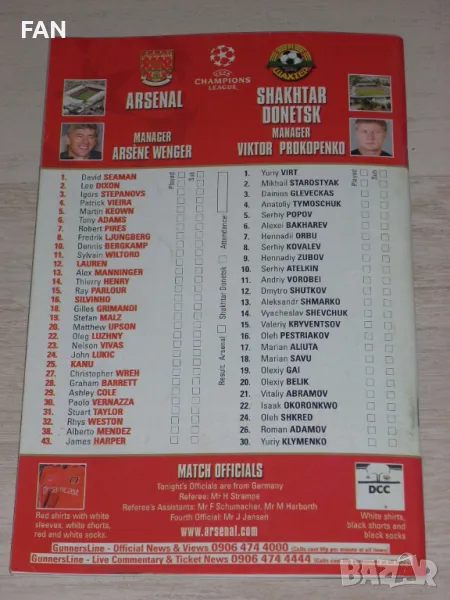 FAN
UEFA
CHAMPIONS
LEAGUE
ARSENAL
SHAKHTAR
DONETSK
MANAGER
ARSÈNE WENGER
MANAGER
VIKTOR PROKOPENKO
Played
Sub
Played
Sub
1. David SEAMAN
2. Lee DIXON
3. Igors STEPANOVS
4. Patrick VIEIRA
5. Martin KEOWN
6. Tony ADAMS
7. Robert PIRES
8. Fredrik LJUNGBERG
10. Dennis BERGKAMP
11. Sylvain WILTORD
12. LAUREN
13. Alex MANNINGER
14. Thierry HENRY
15. Ray PARLOUR
16. SILVINHO
18. Gilles GRIMANDI
19. Stefan MALZ
20. Matthew UPSON
22. Oleg LUZHNY
23. Nelson VIVAS
24. John LUKIC
25. KANU
27. Christopher WREH
28. Graham BARRETT
29. Ashley COLE
30. Paolo VERNAZZA
31. Stuart TAYLOR
32. Rhys WESTON
38. Alberto MENDEZ
43. James HARPER
Result. Arsenal Shakhtar Donetsk Attendance
1. Yuriy VIRT
2. Mikhail STAROSTYAK
3. Dainius GLEVECKAS
4. Anatoliy TYMOSCHUK
5. Serhiy POPOV
6. Alexei BAKHAREV
7. Hennadii ORBU
8. Serhiy KOVALEV
9. Hennadiy ZUBOV
10. Serhiy ATELKIN
11. Andriy VOROBEI
12. Dmytro SHUTKOV
13. Aleksandr SHMARKO
14. Vyacheslav SHEVCHUK
15. Valeriy KRYVENTSOV
16. Oleh PESTRIAKOV
17. Marian ALIUTA
18. Marian SAVU
19. Olexiy GAI
20. Olexiy BELIK
21. Vitaliy ABRAMOV
22. Isaak OKORONKWO
24. Oleh SHKRED
26. Roman ADAMOV
30. Yuriy KLYMENKO
MATCH OFFICIALS
Tonight's Officials are from Germany
Referee: Mr H Strampe
Referee's Assistants: Mr F Schumacher, Mr M Harbarth
Fourth Official: Mr J Jansen
www.arsenal.com
Red shirts with white
sleeves, white shorts,
red and white socks
DCC
White shirts,
black shorts and
black socks
GunnersLine - Official News & Views 0906 474 4000
GunnersLine - Live Commentary & Ticket News 0906 474 4444
Bazar.bg